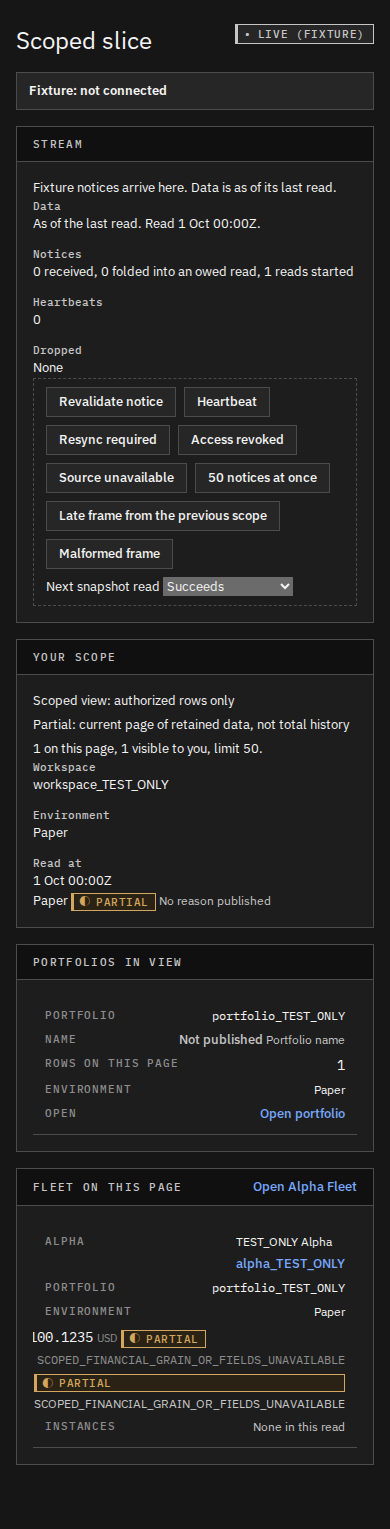 Scoped slice
• LIVE (FIXTURE)
Fixture: not connected
STREAM
Fixture notices arrive here. Data is as of its last read.
Data
As of the last read. Read 1 Oct 00:00Z.
Notices
0 received, 0 folded into an owed read, 1 reads started
Heartbeats
0
Dropped
None
Revalidate notice Heartbeat
Resync required Access revoked
Source unavailable 50 notices at once
Late frame from the previous scope
Malformed frame
Next snapshot read Succeeds
YOUR SCOPE
Scoped view: authorized rows only
Partial: current page of retained data, not total history
1 on this page, 1 visible to you, limit 50.
Workspace
workspace_TEST_ONLY
Environment
Paper
Read at
1 Oct 00:00Z
Paper PARTIAL No reason published
PORTFOLIOS IN VIEW
PORTFOLIO portfolio_TEST_ONLY
NAME Not published Portfolio name
ROWS ON THIS PAGE 1
ENVIRONMENT Paper
OPEN Open portfolio
FLEET ON THIS PAGE Open Alpha Fleet
ALPHA TEST_ONLY Alpha
alpha_TEST_ONLY
PORTFOLIO portfolio_TEST_ONLY
ENVIRONMENT Paper
100.1235 USD PARTIAL
SCOPED_FINANCIAL_GRAIN_OR_FIELDS_UNAVAILABLE
PARTIAL
SCOPED_FINANCIAL_GRAIN_OR_FIELDS_UNAVAILABLE
INSTANCES None in this read